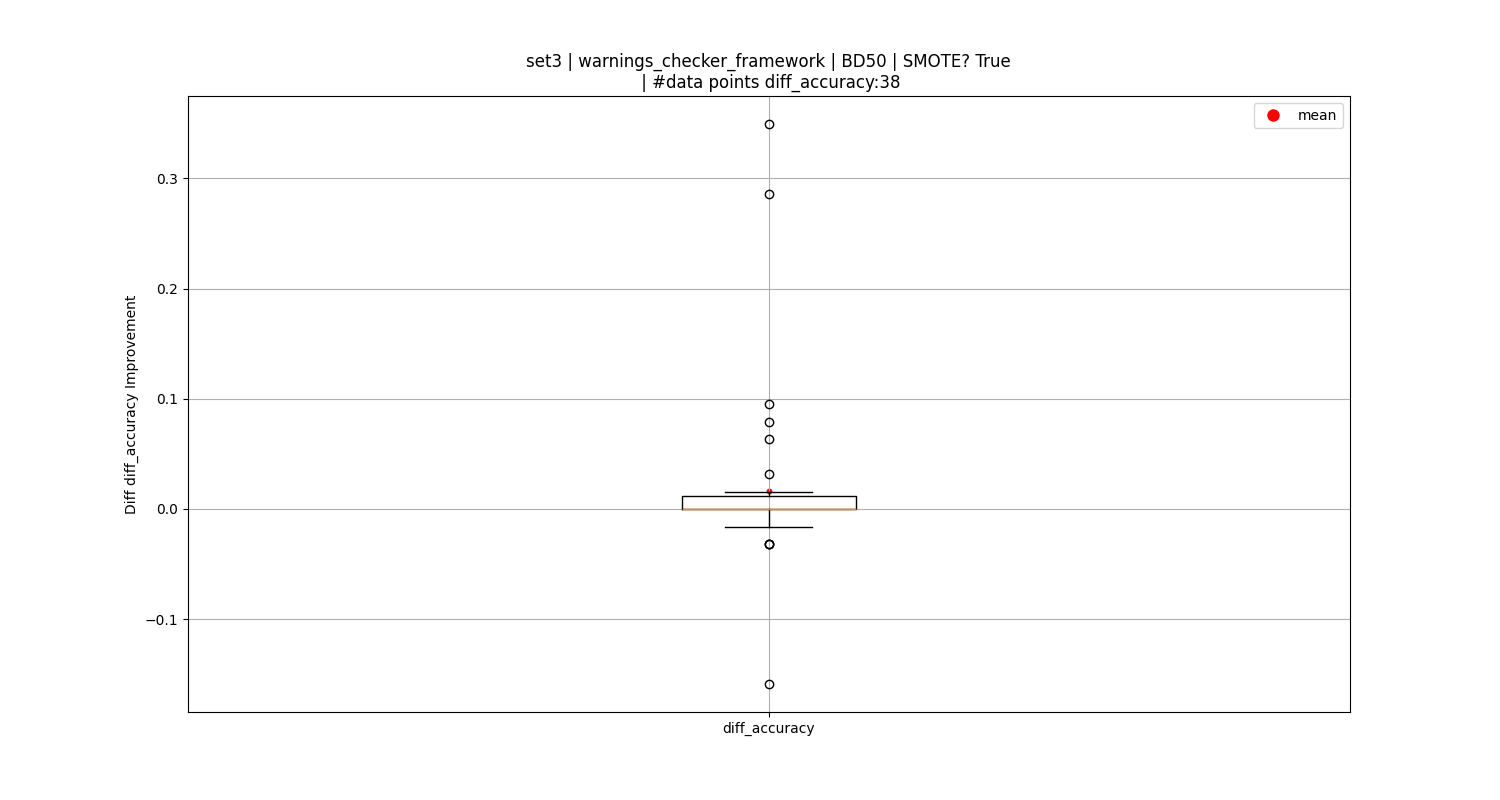 set3 | warnings_checker_framework | BD50 | SMOTE? True
| #data points diff_accuracy:38
mean
0.3
0.2
0.1
0.0
−0.1
Diff diff_accuracy Improvement
diff_accuracy